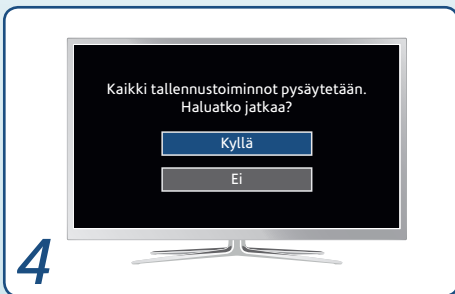 Kaikki tallennustoiminnot pysäytetään.
Haluatko jatkaa?
Kyllä
Ei
4